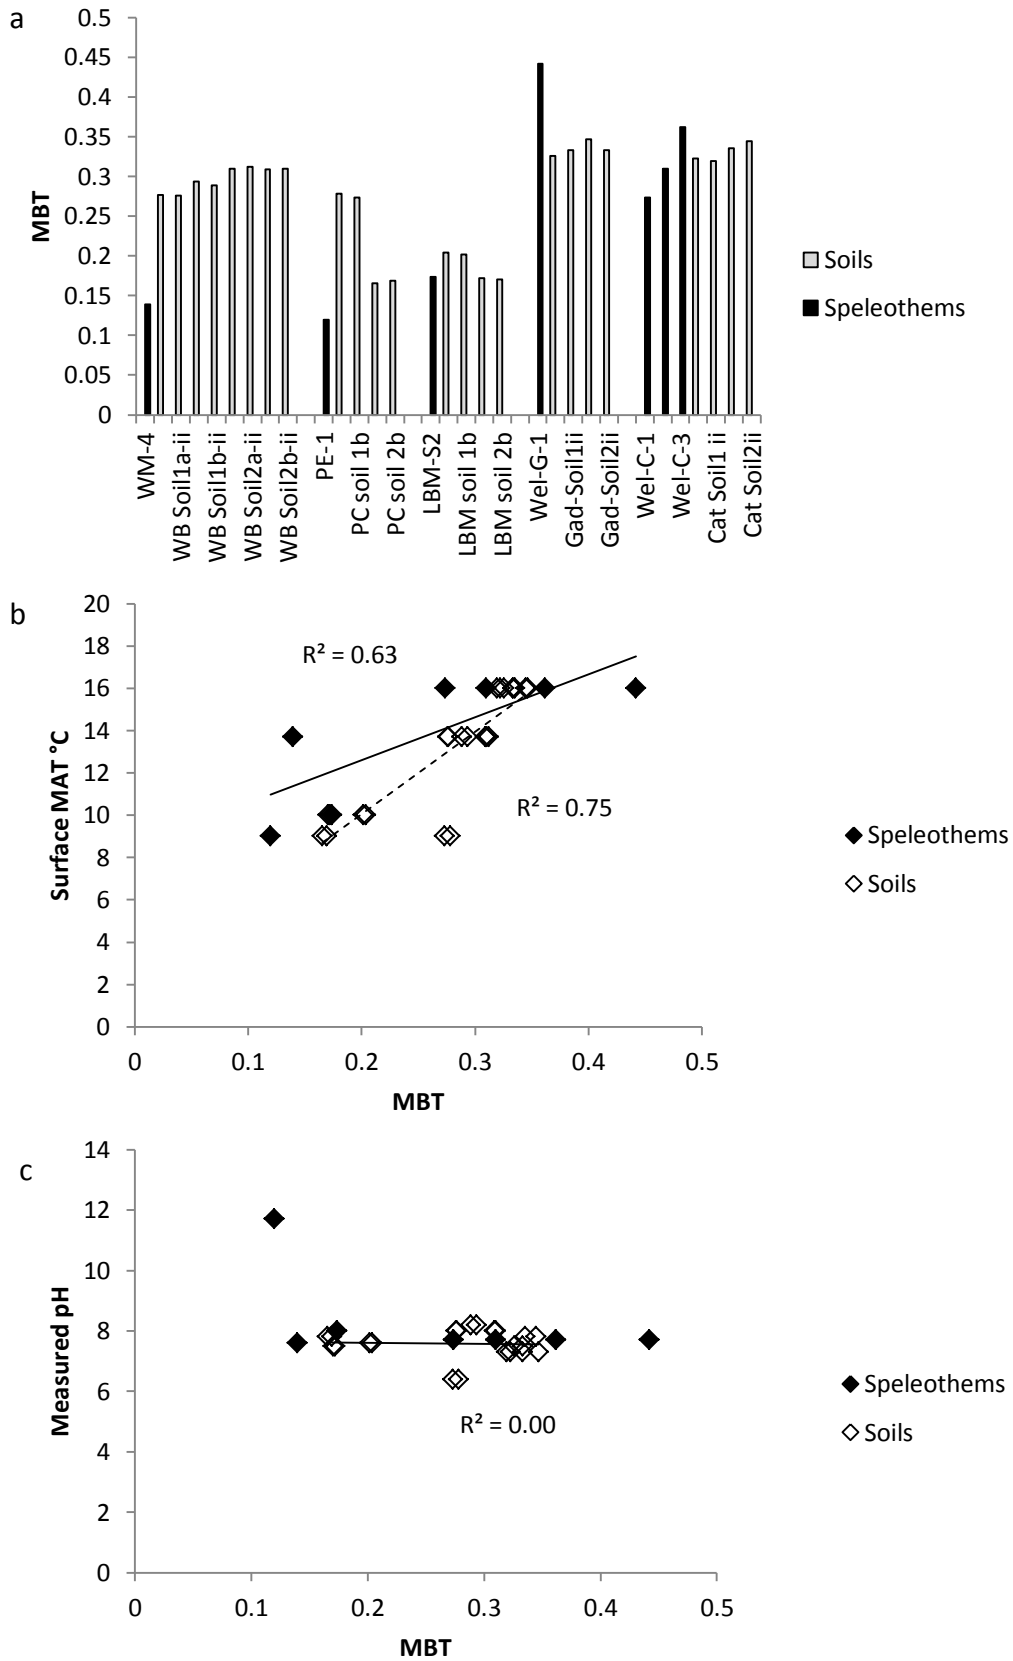 a
0.5
0.45
0.4
0.35
0.3
0.25
0.2
0.15
0.1
0.05
0
MBT
WM-4
WB Soil1a-ii
WB Soil1b-ii
WB Soil2a-ii
WB Soil2b-ii
PE-1
PC soil 1b
PC soil 2b
LBM-S2
LBM soil 1b
LBM soil 2b
Wel-G-1
Gad-Soil1ii
Gad-Soil2ii
Wel-C-1
Wel-C-3
Cat Soil1 ii
Cat Soil2ii
Soils
Speleothems
b
20
18
16
14
12
10
8
6
4
2
0
Surface MAT °C
R² = 0.63
R² = 0.75
0 0.1 0.2 0.3 0.4 0.5
MBT
Speleothems
Soils
c
14
12
10
8
6
4
2
0
Measured pH
R² = 0.00
0 0.1 0.2 0.3 0.4 0.5
MBT
Speleothems
Soils